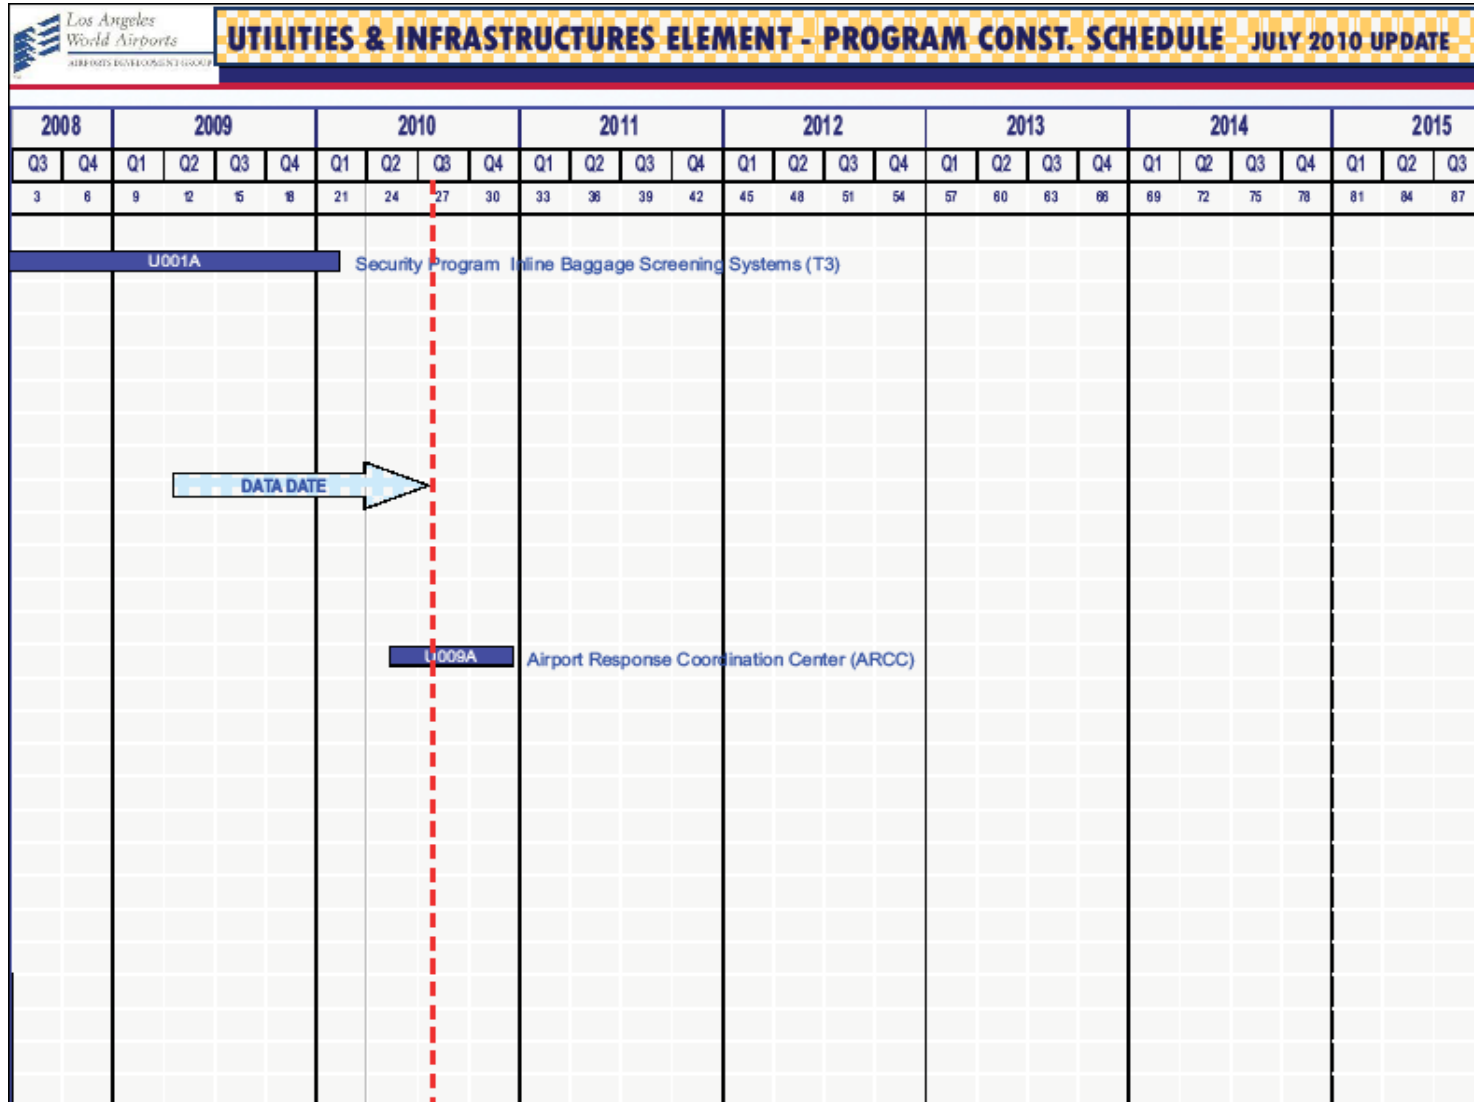 Los Angeles
World Airports
AIRPORTS DEVELOPMENT GROUP
UTILITIES & INFRASTRUCTURES ELEMENT - PROGRAM CONST. SCHEDULE JULY 2010 UPDATE
2008 2009 2010 2011 2012 2013 2014 2015
Q3 Q4 Q1 Q2 Q3 Q4 Q1 Q2 Q3 Q4 Q1 Q2 Q3 Q4 Q1 Q2 Q3 Q4 Q1 Q2 Q3 Q4 Q1 Q2 Q3 Q4 Q1 Q2 Q3
3 6 9 12 15 18 21 24 27 30 33 36 39 42 45 48 51 54 57 60 63 66 69 72 75 78 81 84 87
U001A Security Program Inline Baggage Screening Systems (T3)
DATA DATE
U009A Airport Response Coordination Center (ARCC)